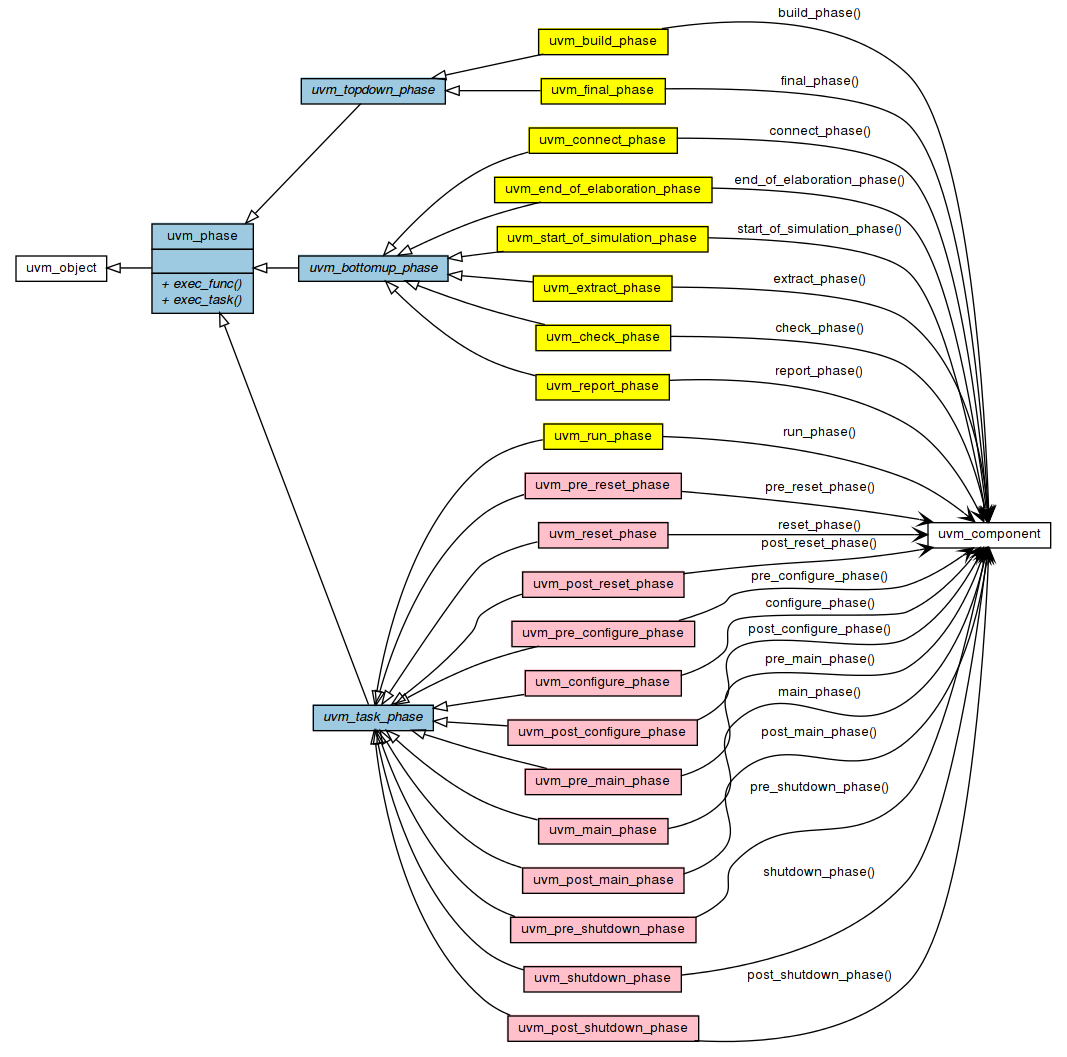 build_phase()
uvm_build_phase
final_phase()
uvm_topdown_phase
uvm_final_phase
connect_phase()
uvm_connect_phase
end_of_elaboration_phase()
uvm_end_of_elaboration_phase
start_of_simulation_phase()
uvm_phase
uvm_start_of_simulation_phase
uvm_object
uvm_bottomup_phase
extract_phase()
+ exec_func()
uvm_extract_phase
+ exec_task()
check_phase()
uvm_check_phase
report_phase()
uvm_report_phase
run_phase()
uvm_run_phase
pre_reset_phase()
uvm_pre_reset_phase
reset_phase()
uvm_reset_phase
uvm_component
post_reset_phase()
uvm_post_reset_phase
pre_configure_phase()
configure_phase()
uvm_pre_configure_phase
post_configure_phase()
pre_main_phase()
uvm_configure_phase
main_phase()
uvm_task_phase
uvm_post_configure_phase
post_main_phase()
uvm_pre_main_phase
pre_shutdown_phase()
uvm_main_phase
shutdown_phase()
uvm_post_main_phase
uvm_pre_shutdown_phase
post_shutdown_phase()
uvm_shutdown_phase
uvm_post_shutdown_phase